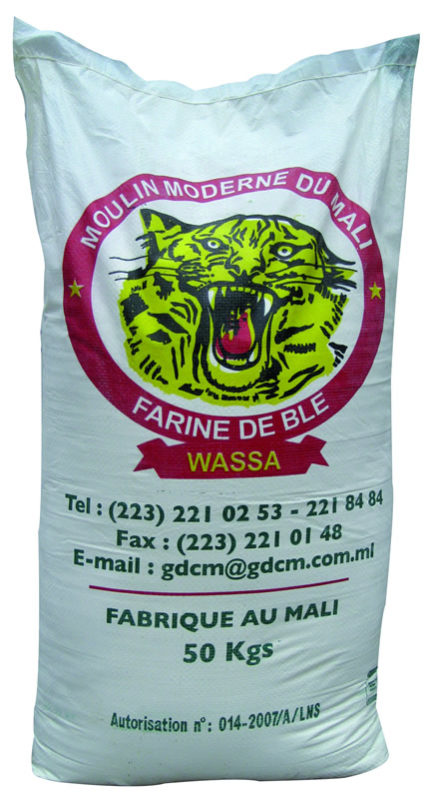 MOULIN MODERNE DU MALI
FARINE DE BLE
WASSA
Tel : (223) 221 02 53 - 221 84 84
Fax : (223) 221 01 48
E-mail : gdcm@gdcm.com.ml
FABRIQUE AU MALI
50 Kgs
Autorisation n°: 014-2007/A/LNS